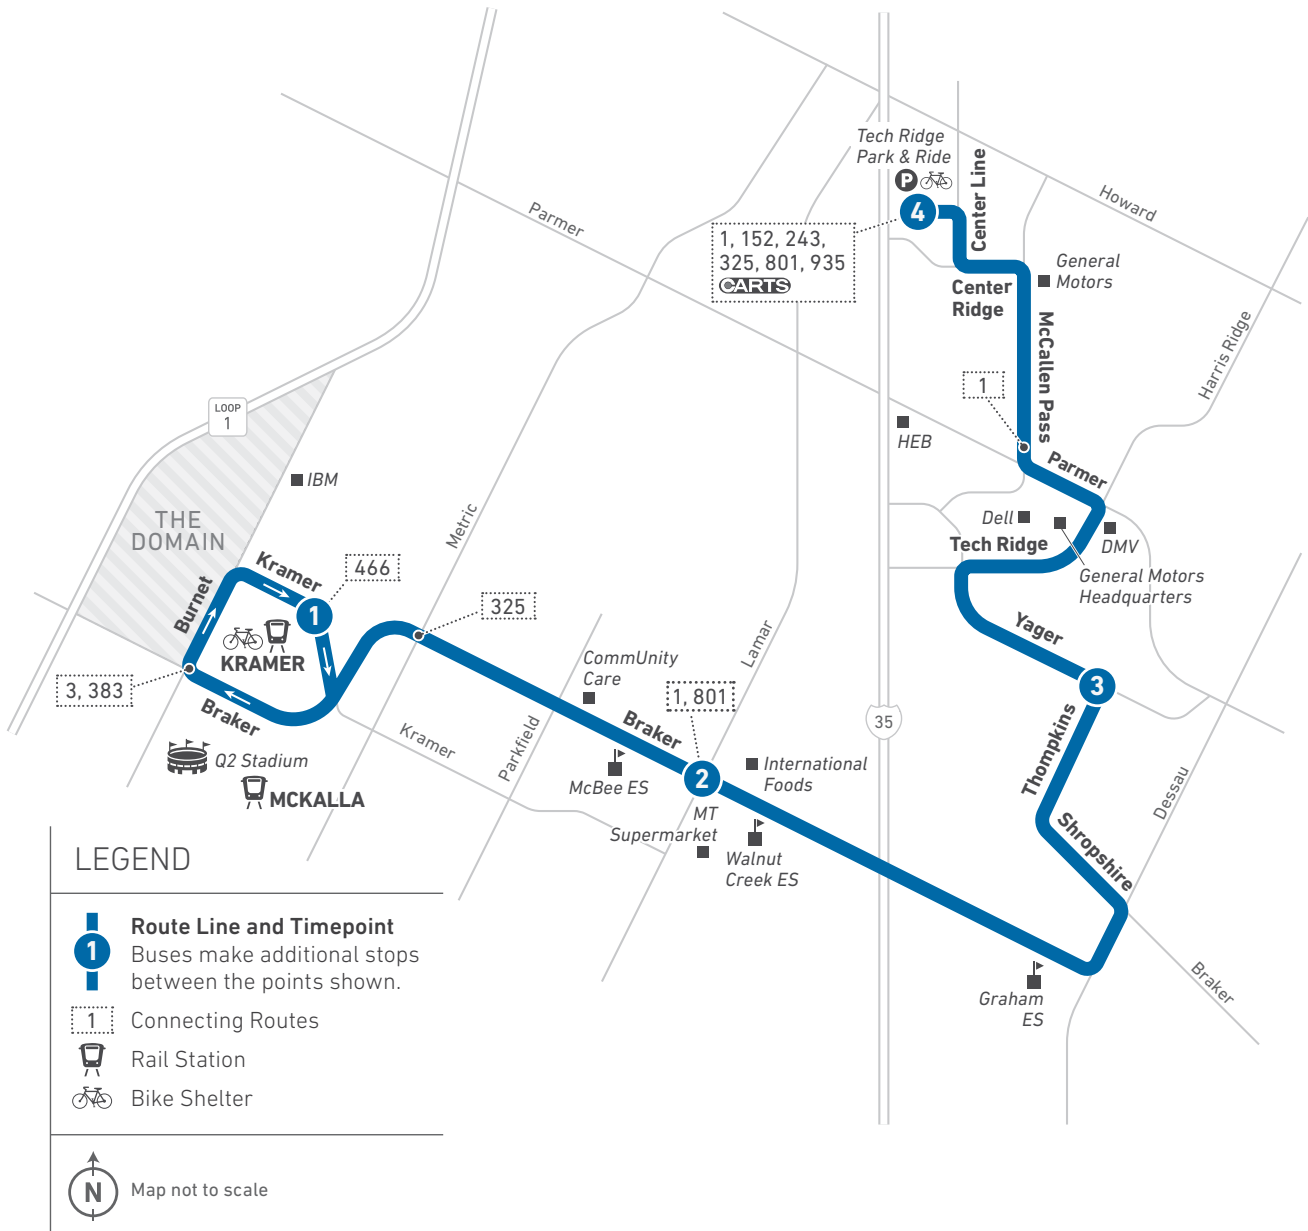 Tech Ridge
Park & Ride
P
4
Center Line
Howard
Parmer
1, 152, 243,
325, 801, 935
CARTS
Center
Ridge
General
Motors
McCallen Pass
Harris Ridge
1
LOOP
1
HEB
Parmer
IBM
THE
DOMAIN
Metric
Dell
DMV
Tech Ridge
General Motors
Headquarters
Kramer
466
Burnet
1
325
KRAMER
Yager
3, 383
Braker
CommUnity
Care
Lamar
1, 801
3
35
Kramer
Parkfield
Braker
Thompkins
Q2 Stadium
MCKALLA
McBee ES
2
International
Foods
Dessau
MT
Supermarket
Walnut
Creek ES
Shropshire
Graham
ES
Braker
LEGEND
1
Route Line and Timepoint
Buses make additional stops
between the points shown.
1
Connecting Routes
Rail Station
Bike Shelter
N
Map not to scale